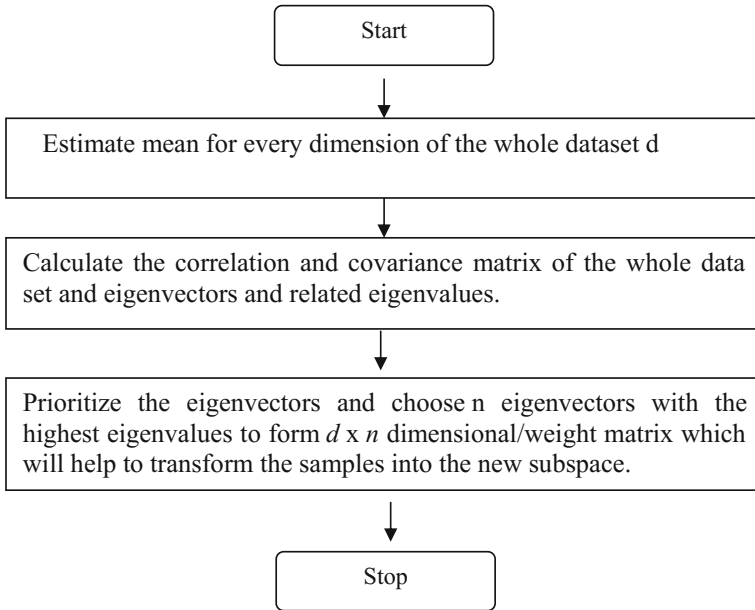 Start
Estimate mean for every dimension of the whole dataset d
Calculate the correlation and covariance matrix of the whole data
set and eigenvectors and related eigenvalues.
Prioritize the eigenvectors and choose n eigenvectors with the
highest eigenvalues to form d x n dimensional/weight matrix which
will help to transform the samples into the new subspace.
Stop